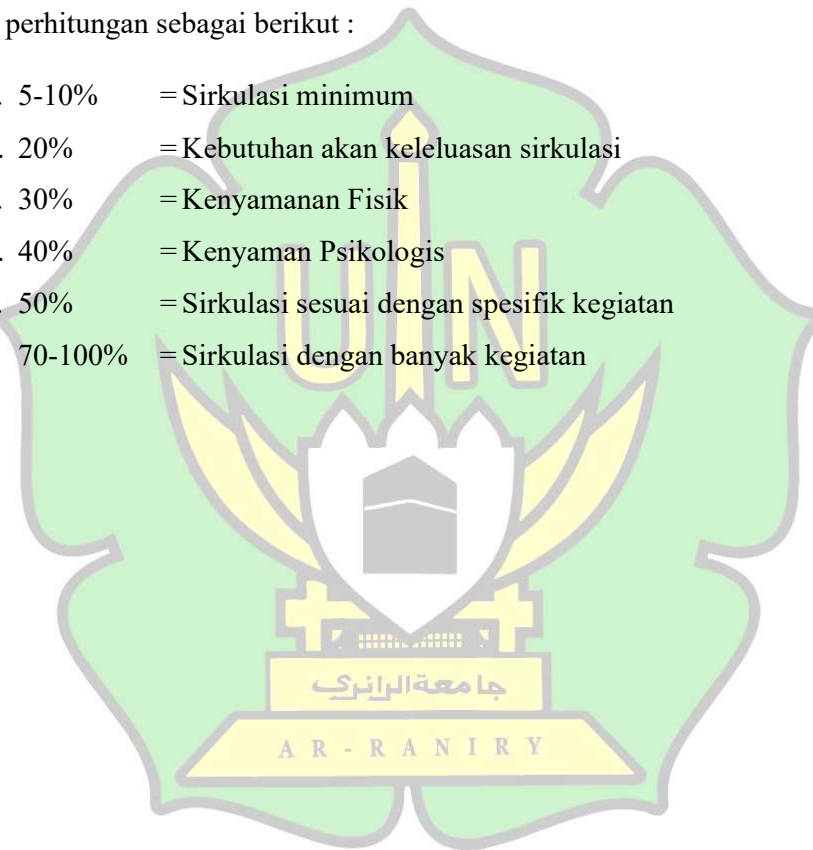 perhitungan sebagai berikut :
. 5-10% = Sirkulasi minimum
. 20% = Kebutuhan akan keleluasan sirkulasi
. 30% = Kenyamanan Fisik
. 40% = Kenyaman Psikologis
. 50% = Sirkulasi sesuai dengan spesifik kegiatan
70-100% = Sirkulasi dengan banyak kegiatan
UIN
جامعةالرانري
AR-RANIRY